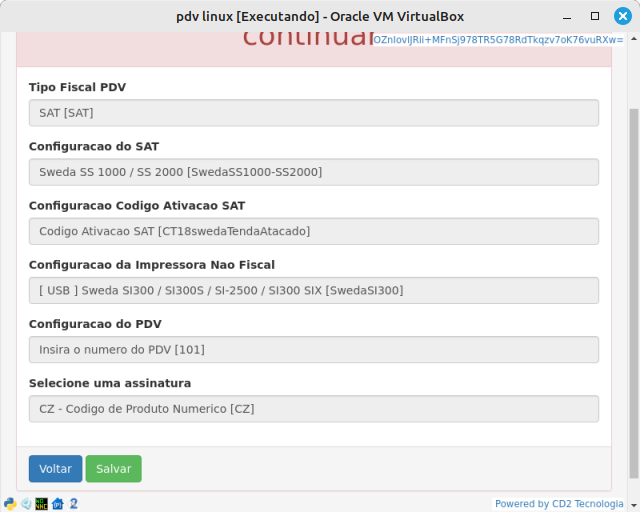 pdv linux [Executando] - Oracle VM VirtualBox
continuar
OZnIovIJRli+MFnSj978TR5G78RdTkqzv7oK76vuRXw=
Tipo Fiscal PDV
SAT [SAT]
Configuracao do SAT
Sweda SS 1000 / SS 2000 [SwedaSS1000-SS2000]
Configuracao Codigo Ativacao SAT
Codigo Ativacao SAT [CT18swedaTendaAtacado]
Configuracao da Impressora Nao Fiscal
[ USB ] Sweda SI300 / SI300S / SI-2500 / SI300 SIX [SwedaSI300]
Configuracao do PDV
Insira o numero do PDV [101]
Selecione uma assinatura
CZ - Codigo de Produto Numerico [CZ]
Voltar Salvar
Powered by CD2 Tecnologia